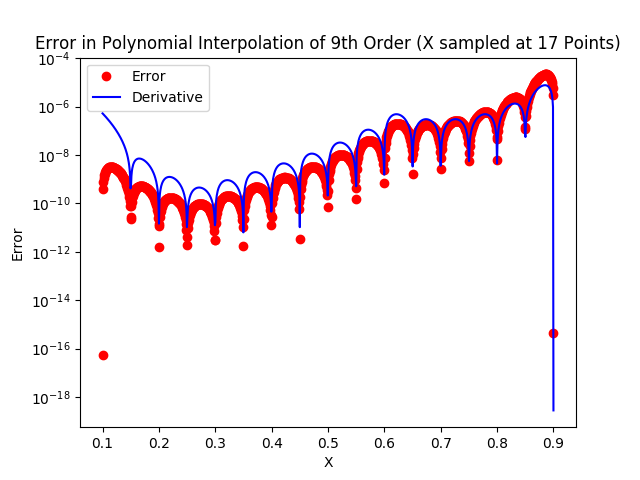 Error in Polynomial Interpolation of 9th Order (X sampled at 17 Points)
Error
Derivative
10⁻⁴
10⁻⁶
10⁻⁸
10⁻¹⁰
10⁻¹²
10⁻¹⁴
10⁻¹⁶
10⁻¹⁸
Error
0.1 0.2 0.3 0.4 0.5 0.6 0.7 0.8 0.9
X